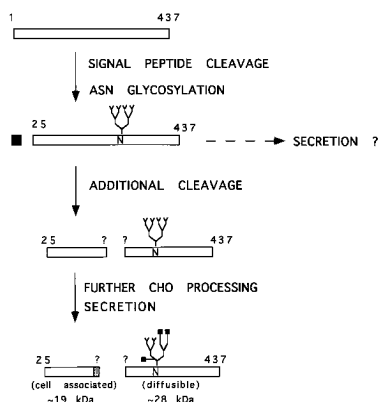 1 437
SIGNAL PEPTIDE CLEAVAGE
ASN GLYCOSYLATION
25 437
N
SECRETION ?
ADDITIONAL CLEAVAGE
25 ? ? 437
N
FURTHER CHO PROCESSING
SECRETION
25 ? ? 437
N
(cell associated) (diffusible)
~19 kDa ~28 kDa